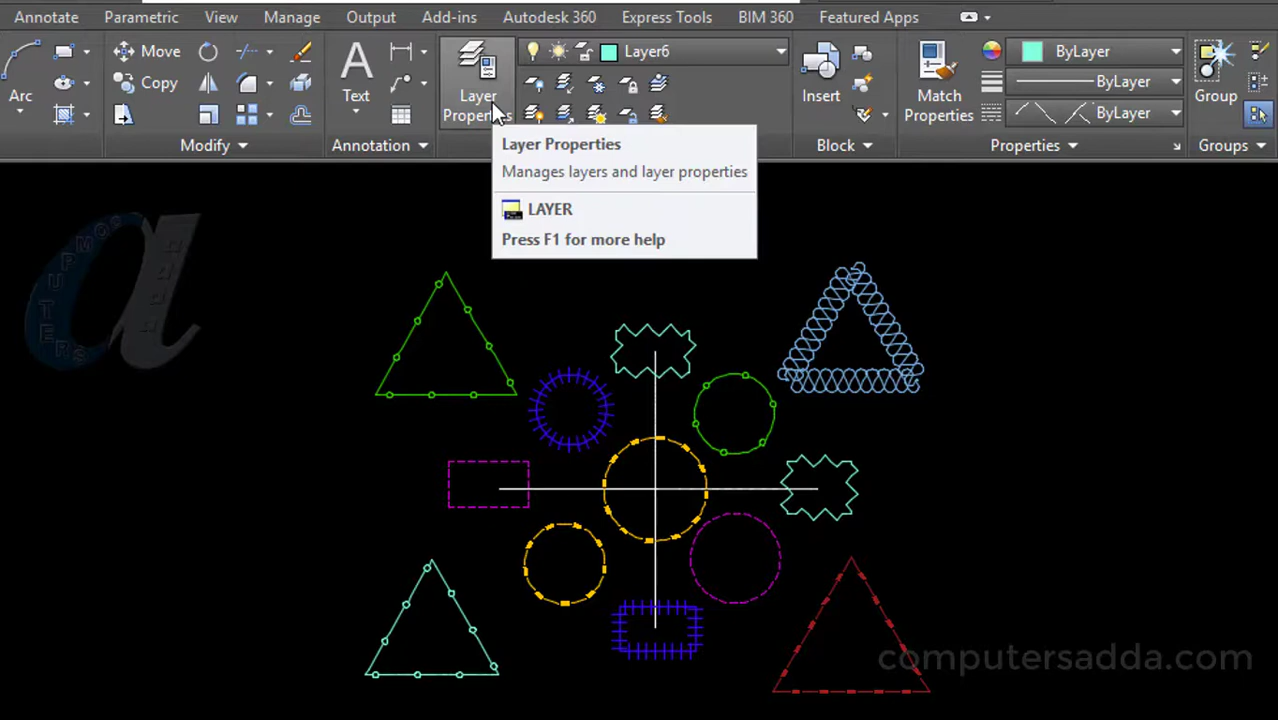 Annotate Parametric View Manage Output Add-ins Autodesk 360 Express Tools BIM 360 Featured Apps
Arc
Move
Copy
Modify
Text
Annotation
Layer
Properties
Layer6
Insert
Block
Match
Properties
ByLayer
ByLayer
ByLayer
Properties
Group
Groups
Layer Properties
Manages layers and layer properties
LAYER
Press F1 for more help
computersadda.com